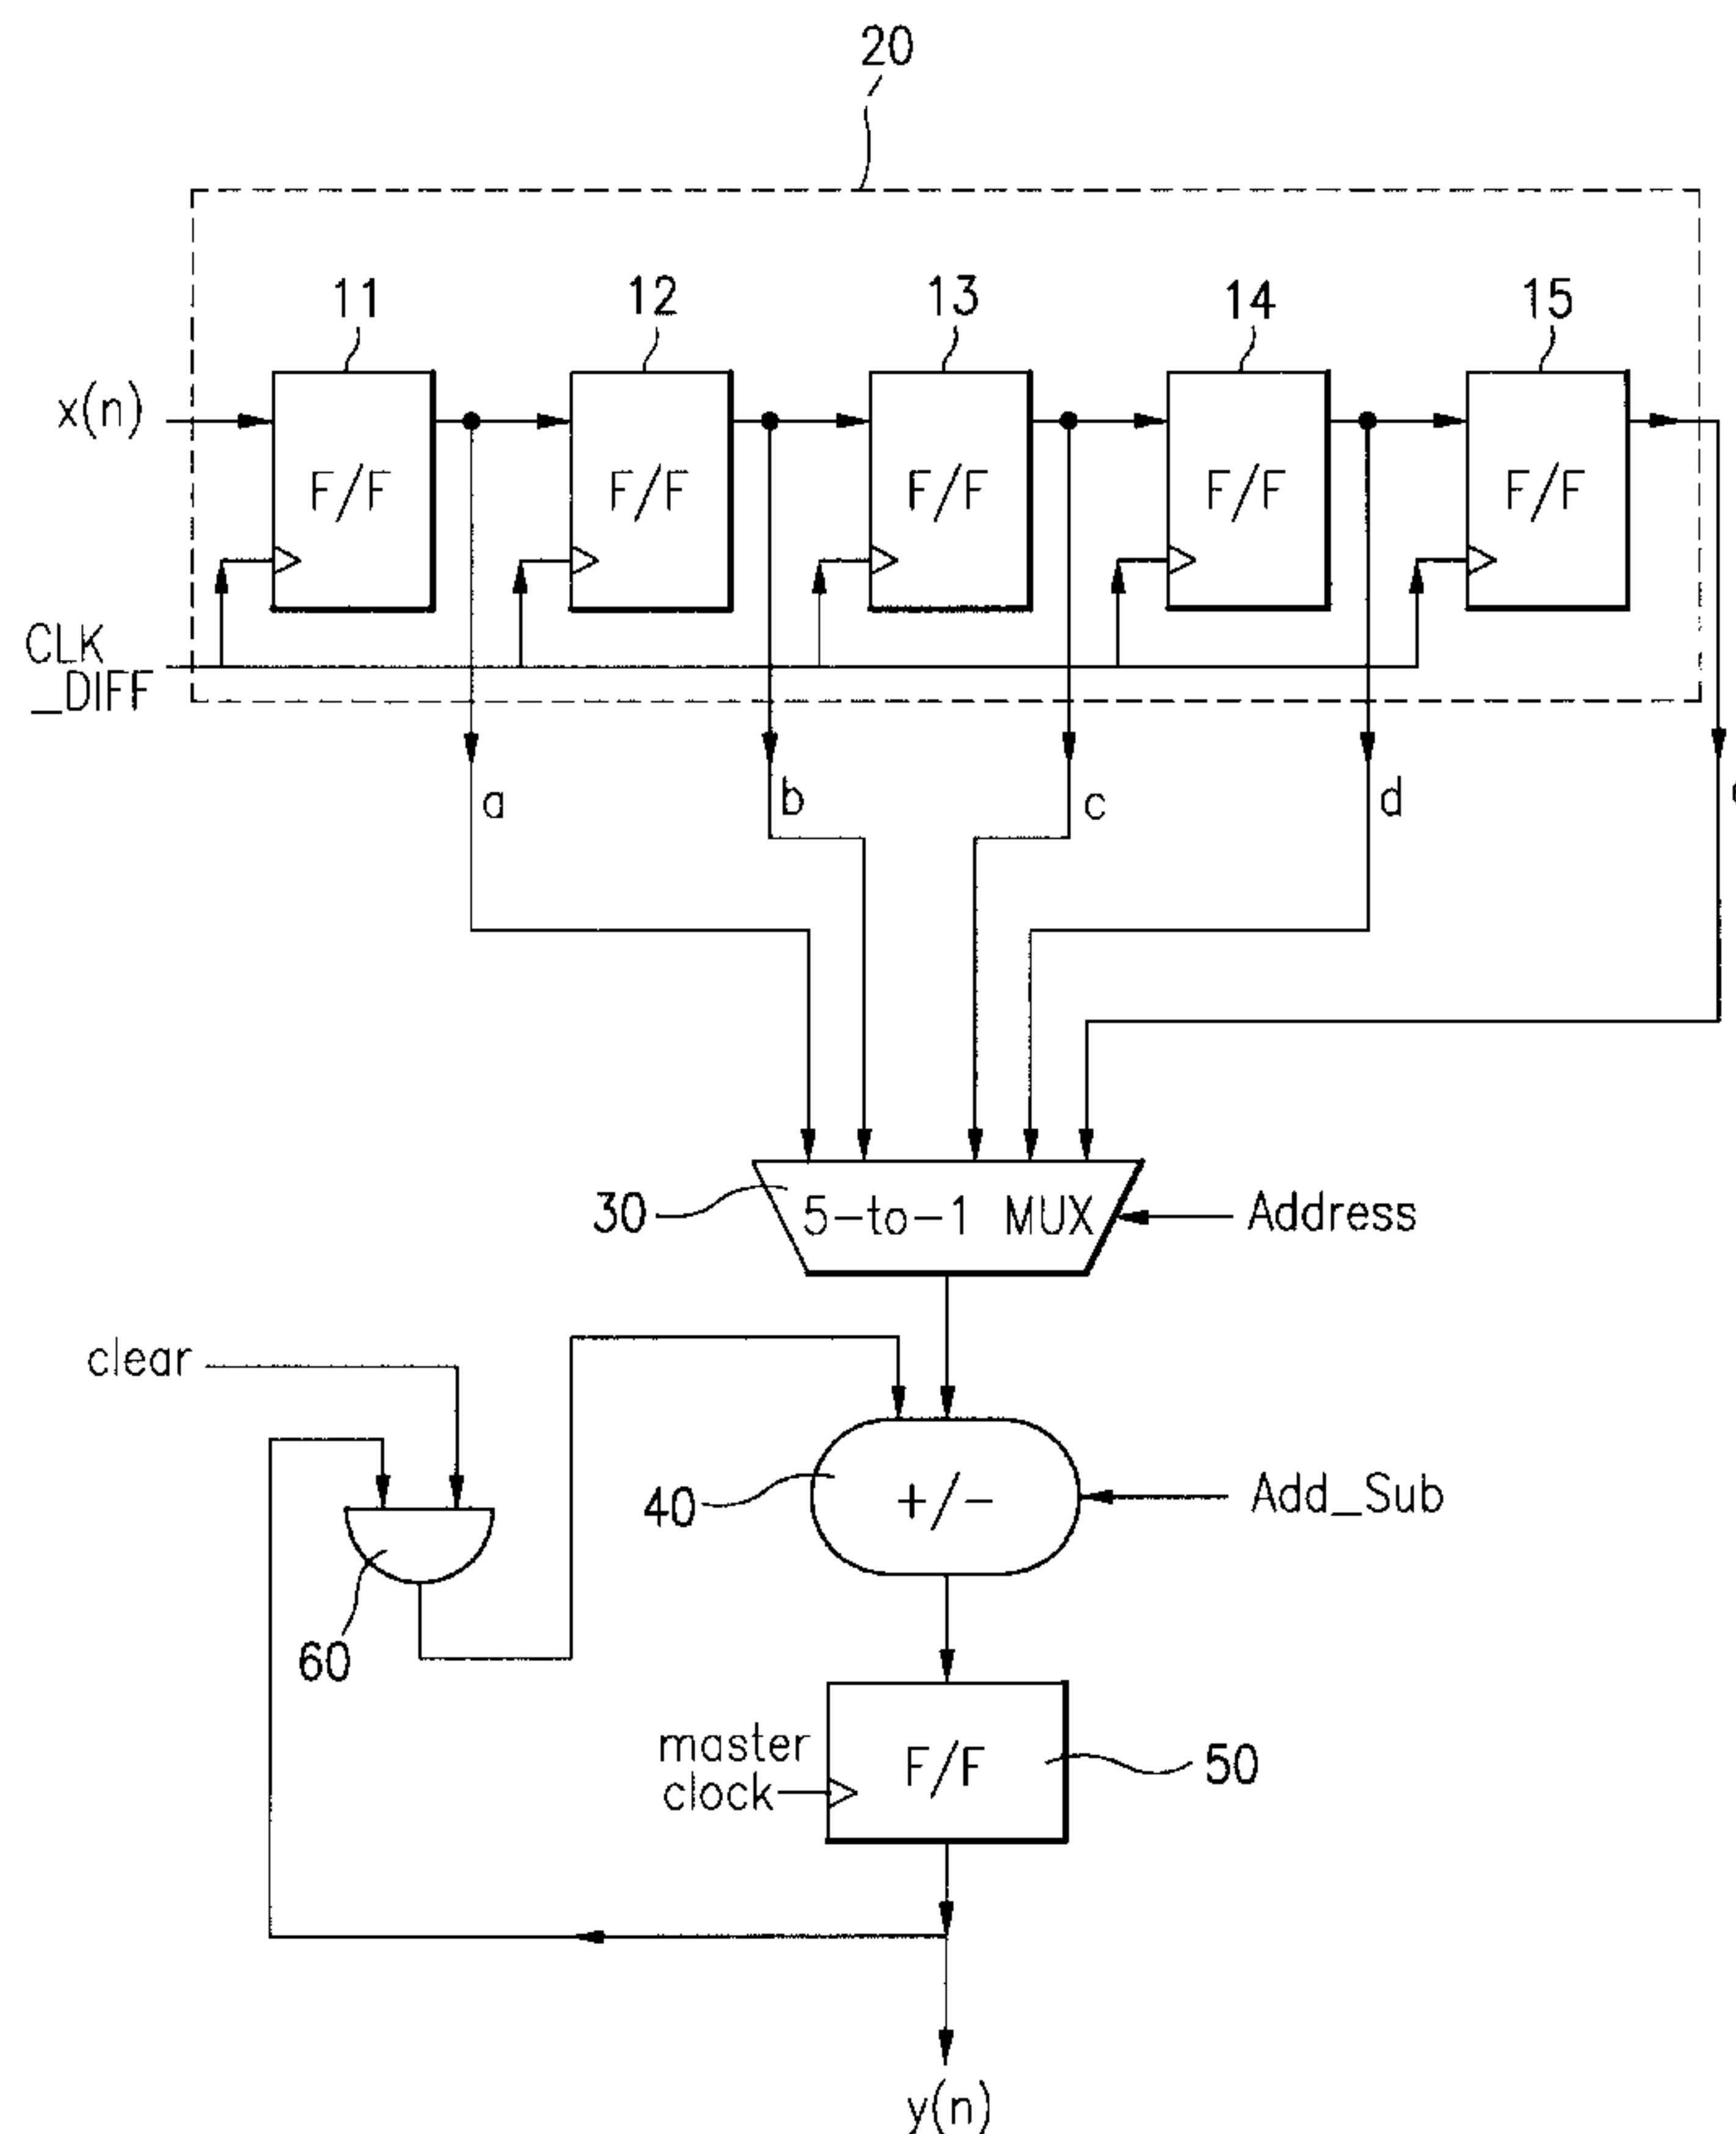 20
11
12
13
14
15
x(n)
F/F
F/F
F/F
F/F
F/F
CLK
_DIFF
a
b
c
d
30
5-to-1 MUX
Address
clear
40
+/-
Add_Sub
60
master
clock
F/F
50
y(n)